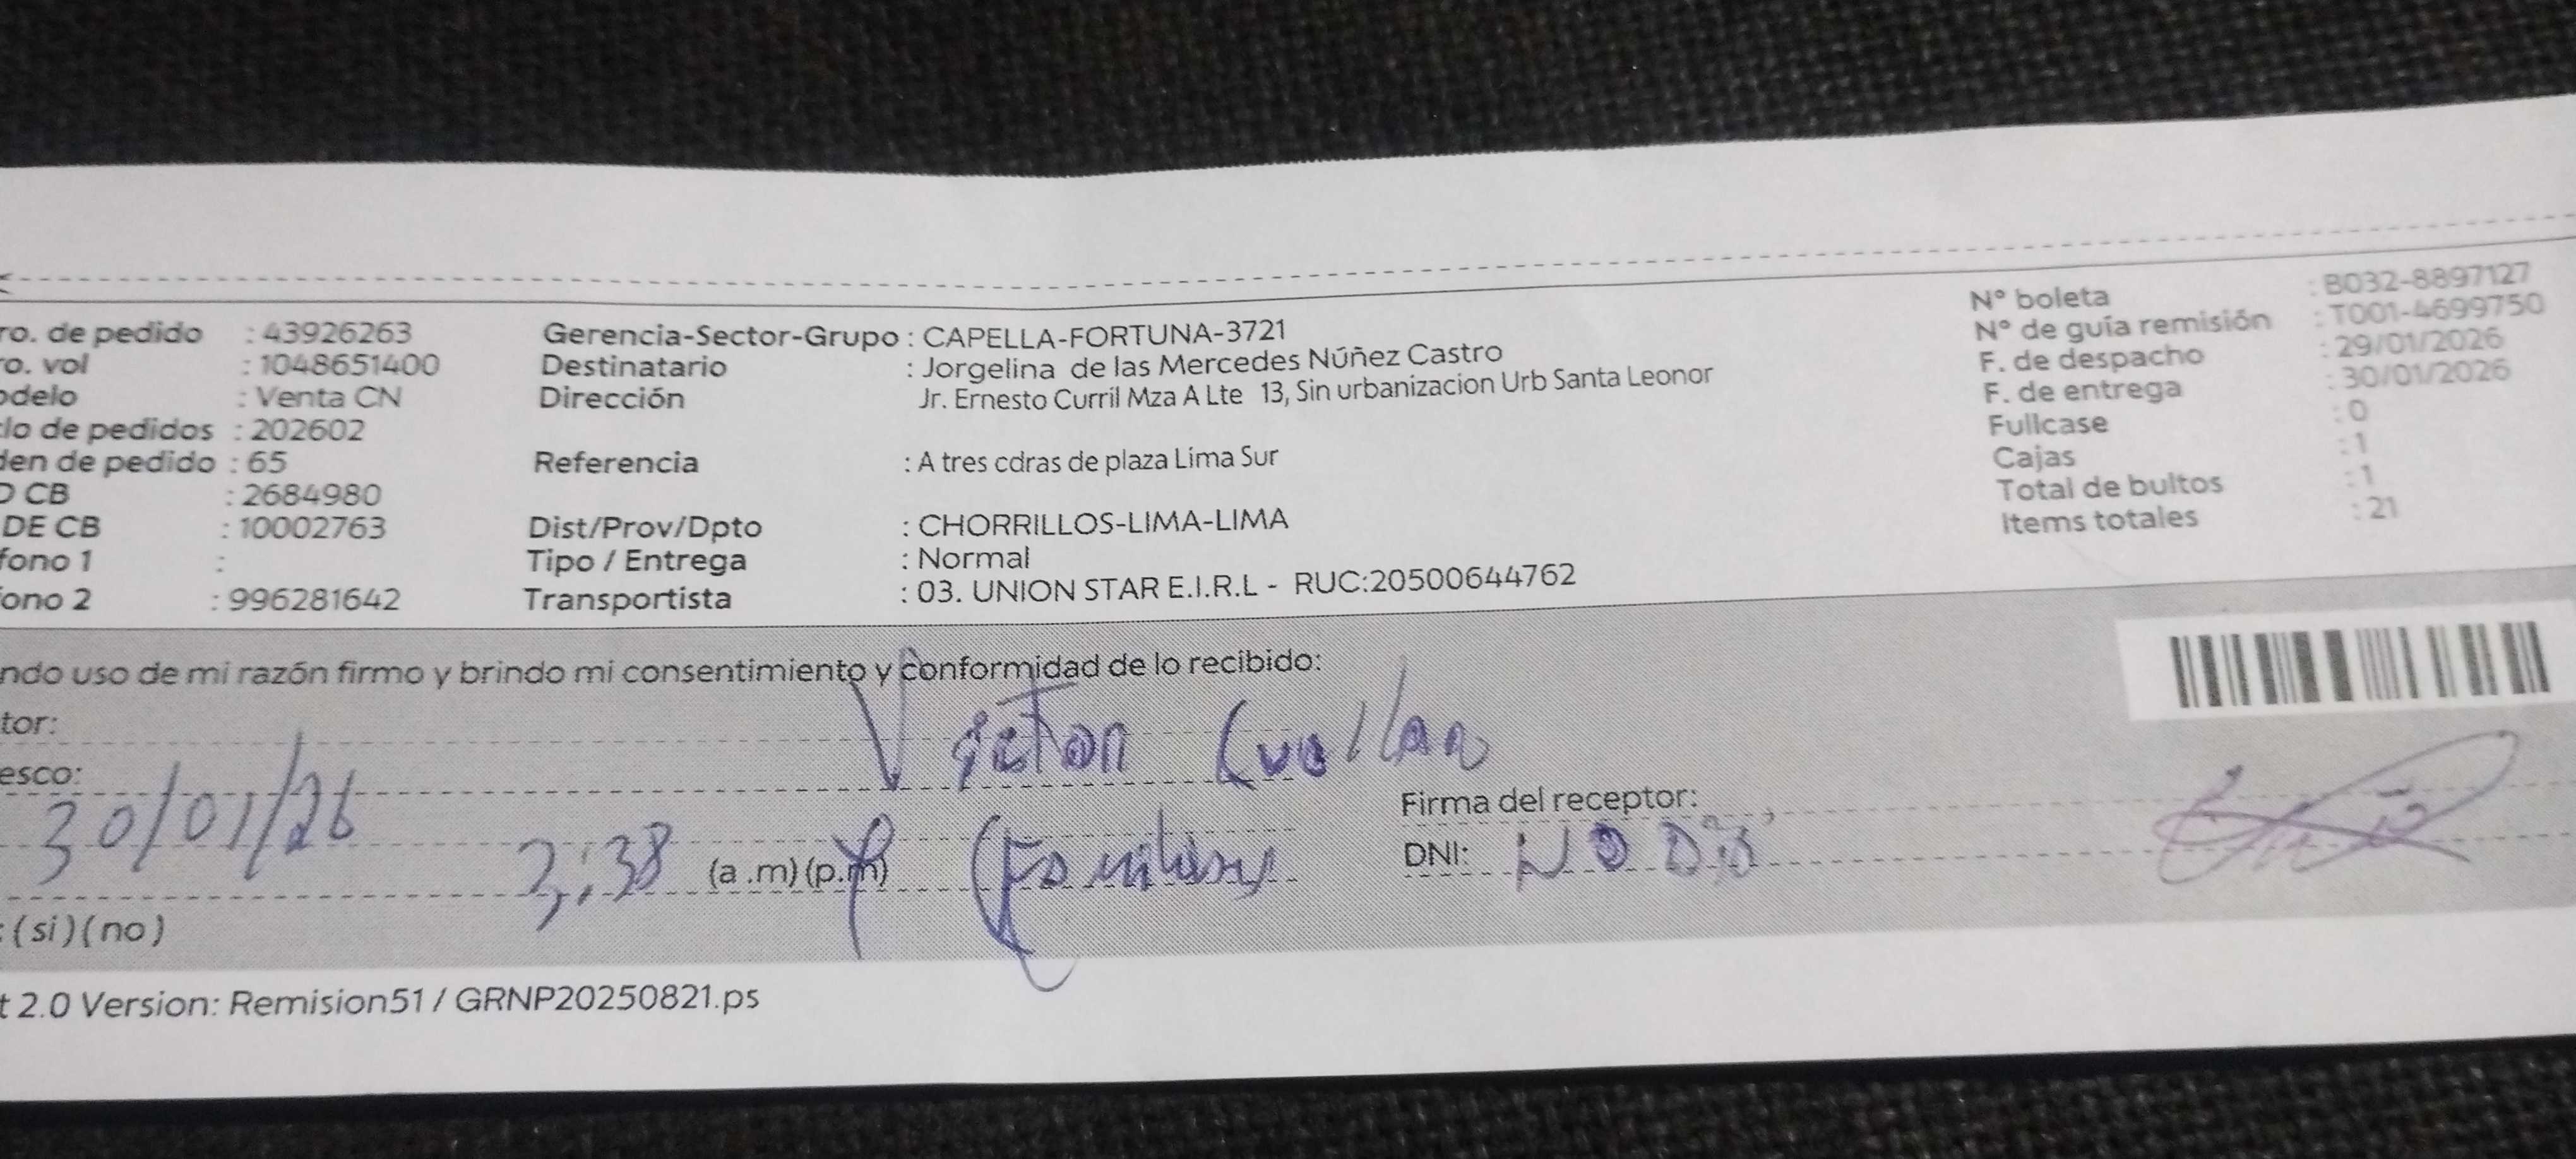 ro. de pedido : 43926263
ro. vol : 1048651400
odelo : Venta CN
lo de pedidos : 202602
den de pedido : 65
O CB : 2684980
DE CB : 10002763
fono 1 :
fono 2 : 996281642
Gerencia-Sector-Grupo : CAPELLA-FORTUNA-3721
Destinatario : Jorgelina de las Mercedes Núñez Castro
Dirección Jr. Ernesto Curril Mza A Lte 13, Sin urbanizacion Urb Santa Leonor
Referencia : A tres cdras de plaza Lima Sur
Dist/Prov/Dpto : CHORRILLOS-LIMA-LIMA
Tipo / Entrega : Normal
Transportista : 03. UNION STAR E.I.R.L - RUC:20500644762
N° boleta : B032-8897127
N° de guía remisión : T001-4699750
F. de despacho : 29/01/2026
F. de entrega : 30/01/2026
Fullcase : 0
Cajas : 1
Total de bultos : 1
Items totales : 21
ndo uso de mi razón firmo y brindo mi consentimiento y conformidad de lo recibido:
tor: Victor Cuellar
esco:
30/01/26
2:38 (a .m) (p.m) (Familiar
Firma del receptor:
DNI: NO Dio
: ( si ) ( no )
t 2.0 Version: Remision51 / GRNP20250821.ps